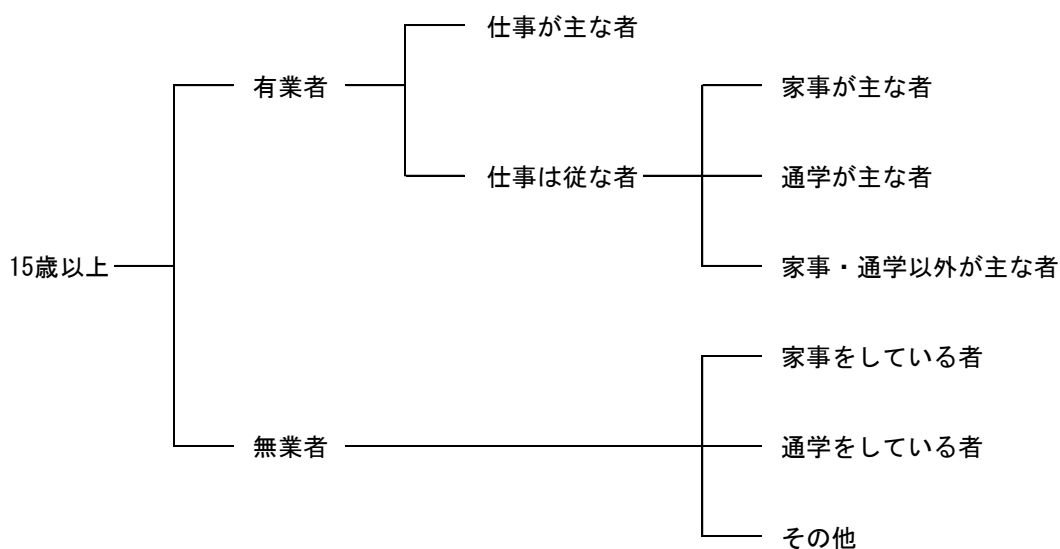 仕事が主な者
有業者
家事が主な者
仕事は従な者
通学が主な者
15歳以上
家事・通学以外が主な者
家事をしている者
無業者
通学をしている者
その他